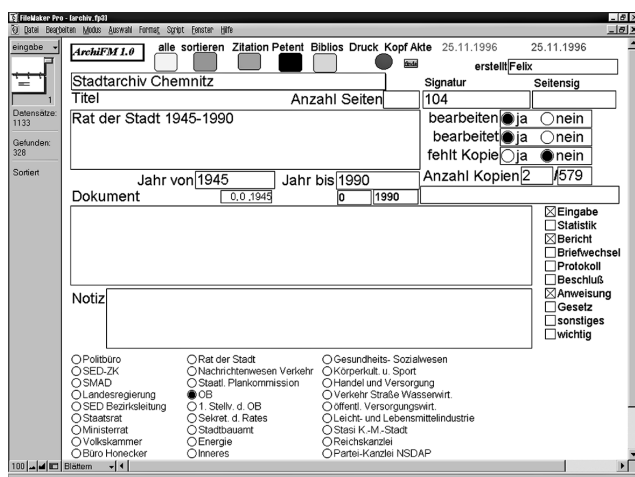 FileMaker Pro - [archiv.fp3]
Datei Bearbeiten Modus Auswahl Format Script Fenster Hilfe
eingabe
ArchiFM 1.0 alle sortieren Zitation Petent Biblios Druck Kopf Akte 25.11.1996 25.11.1996
finde
erstellt Felix
Stadtarchiv Chemnitz Signatur Seitensig
1 Titel Anzahl Seiten 104
Datensätze: Rat der Stadt 1945-1990 bearbeiten ja nein
1133
bearbeitet ja nein
Gefunden:
328 fehlt Kopie ja nein
Sortiert Jahr von 1945 Jahr bis 1990 Anzahl Kopien 2 /579
Dokument 0,0 ,1945 0 1990
Eingabe
Statistik
Bericht
Briefwechsel
Protokoll
Beschluß
Notiz Anweisung
Gesetz
sonstiges
wichtig
Politbüro Rat der Stadt Gesundheits- Sozialwesen
SED-ZK Nachrichtenwesen Verkehr Körperkult. u. Sport
SMAD Staatl. Plankommission Handel und Versorgung
Landesregierung OB Verkehr Straße Wasserwirt.
SED Bezirksleitung 1. Stellv. d. OB öffentl. Versorgungswirt.
Staatsrat Sekret. d. Rates Leicht- und Lebensmittelindustrie
Ministerrat Stadtbauamt Stasi K.-M.-Stadt
Volkskammer Energie Reichskanzlei
Büro Honecker Inneres Partei-Kanzlei NSDAP
100 Blättern